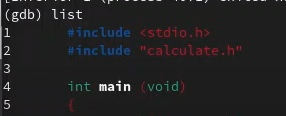 (gdb) list
1 #include <stdio.h>
2 #include "calculate.h"
3
4 int main (void)
5 {